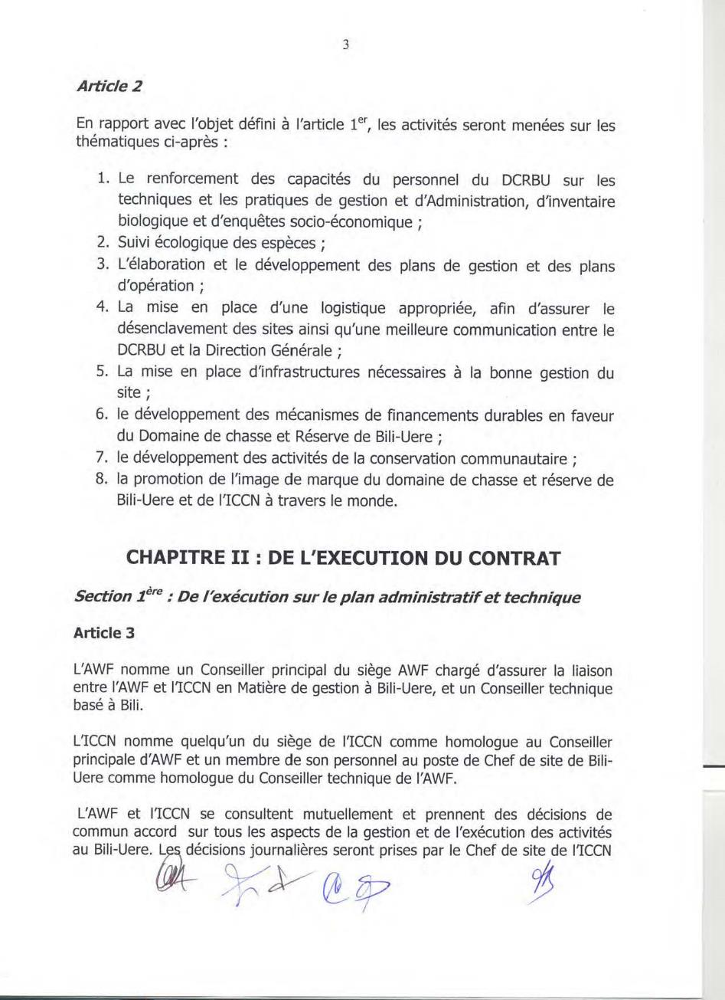 3
Article 2
En rapport avec l'objet défini à l'article 1er, les activités seront menées sur les
thématiques ci-après :
1. Le renforcement des capacités du personnel du DCRBU sur les
techniques et les pratiques de gestion et d'Administration, d'inventaire
biologique et d'enquêtes socio-économique ;
2. Suivi écologique des espèces ;
3. L'élaboration et le développement des plans de gestion et des plans
d'opération ;
4. La mise en place d'une logistique appropriée, afin d'assurer le
désenclavement des sites ainsi qu'une meilleure communication entre le
DCRBU et la Direction Générale ;
5. La mise en place d'infrastructures nécessaires à la bonne gestion du
site ;
6. le développement des mécanismes de financements durables en faveur
du Domaine de chasse et Réserve de Bili-Uere ;
7. le développement des activités de la conservation communautaire ;
8. la promotion de l'image de marque du domaine de chasse et réserve de
Bili-Uere et de l'ICCN à travers le monde.
CHAPITRE II : DE L'EXECUTION DU CONTRAT
Section 1ère : De l'exécution sur le plan administratif et technique
Article 3
L'AWF nomme un Conseiller principal du siège AWF chargé d'assurer la liaison
entre l'AWF et l'ICCN en Matière de gestion à Bili-Uere, et un Conseiller technique
basé à Bili.
L'ICCN nomme quelqu'un du siège de l'ICCN comme homologue au Conseiller
principale d'AWF et un membre de son personnel au poste de Chef de site de Bili-
Uere comme homologue du Conseiller technique de l'AWF.
L'AWF et l'ICCN se consultent mutuellement et prennent des décisions de
commun accord sur tous les aspects de la gestion et de l'exécution des activités
au Bili-Uere. Les décisions journalières seront prises par le Chef de site de l'ICCN